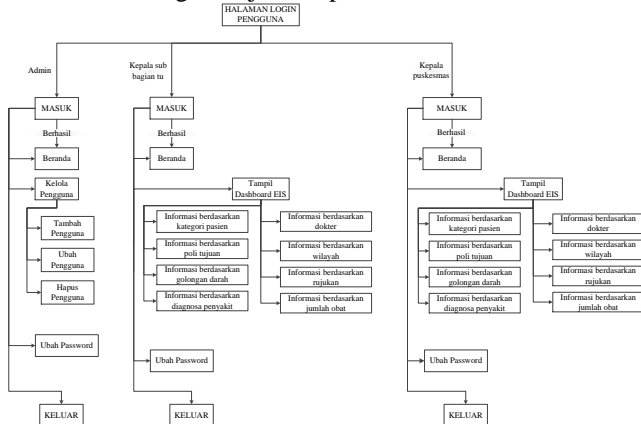 HALAMAN LOGIN
PENGGUNA
Admin
Kepala sub
bagian tu
Kepala
puskesmas
MASUK
MASUK
MASUK
Berhasil
Berhasil
Berhasil
Beranda
Beranda
Beranda
Kelola
Pengguna
Tampil
Dashboard EIS
Tampil
Dashboard EIS
Tambah
Pengguna
Ubah
Pengguna
Hapus
Pengguna
Informasi berdasarkan
kategori pasien
Informasi berdasarkan
poli tujuan
Informasi berdasarkan
golongan darah
Informasi berdasarkan
diagnosa penyakit
Informasi berdasarkan
dokter
Informasi berdasarkan
wilayah
Informasi berdasarkan
rujukan
Informasi berdasarkan
jumlah obat
Informasi berdasarkan
kategori pasien
Informasi berdasarkan
poli tujuan
Informasi berdasarkan
golongan darah
Informasi berdasarkan
diagnosa penyakit
Informasi berdasarkan
dokter
Informasi berdasarkan
wilayah
Informasi berdasarkan
rujukan
Informasi berdasarkan
jumlah obat
Ubah Password
Ubah Password
Ubah Password
KELUAR
KELUAR
KELUAR